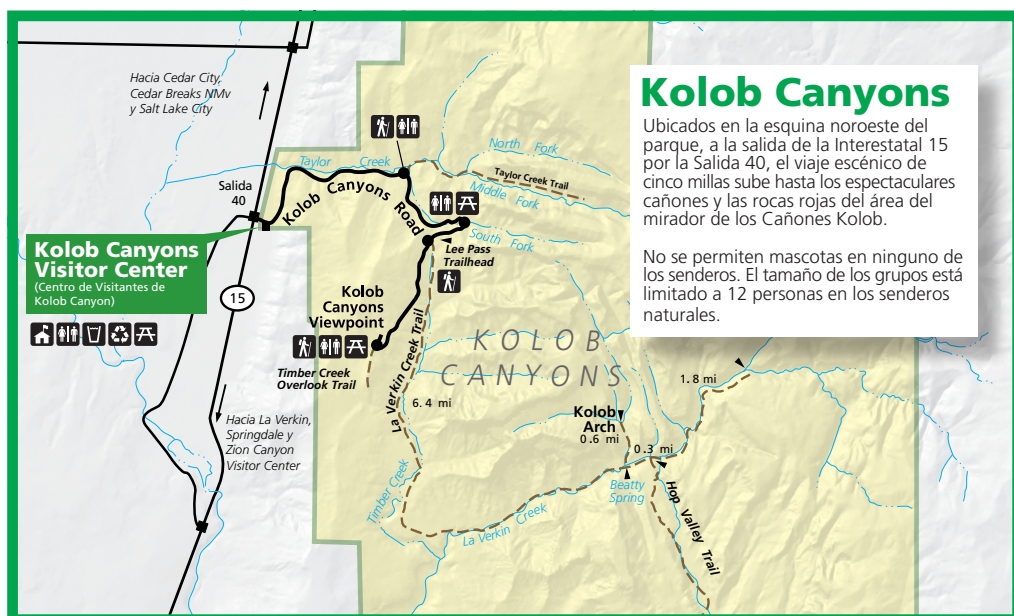 Kolob Canyons
Ubicados en la esquina noroeste del
parque, a la salida de la Interestatal 15
por la Salida 40, el viaje escénico de
cinco millas sube hasta los espectaculares
cañones y las rocas rojas del área del
mirador de los Cañones Kolob.
No se permiten mascotas en ninguno de
los senderos. El tamaño de los grupos está
limitado a 12 personas en los senderos
naturales.
Hacia Cedar City,
Cedar Breaks NMv
y Salt Lake City
Taylor Creek
North Fork
Taylor Creek Trail
Middle Fork
South Fork
Salida
40
Kolob Canyons Road
Kolob Canyons
Visitor Center
(Centro de Visitantes de
Kolob Canyon)
15
Lee Pass
Trailhead
Kolob
Canyons
Viewpoint
Timber Creek
Overlook Trail
La Verkin Creek Trail
6.4 mi
KOLOB
CANYONS
1.8 mi
Kolob
Arch
0.6 mi
0.3 mi
Hacia La Verkin,
Springdale y
Zion Canyon
Visitor Center
Timber Creek
Beatty
Spring
La Verkin Creek
Hop Valley Trail